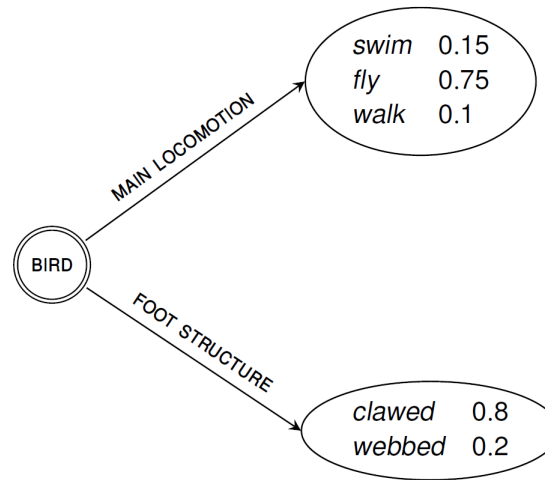 swim 0.15
fly 0.75
walk 0.1
MAIN LOCOMOTION
BIRD
FOOT STRUCTURE
clawed 0.8
webbed 0.2